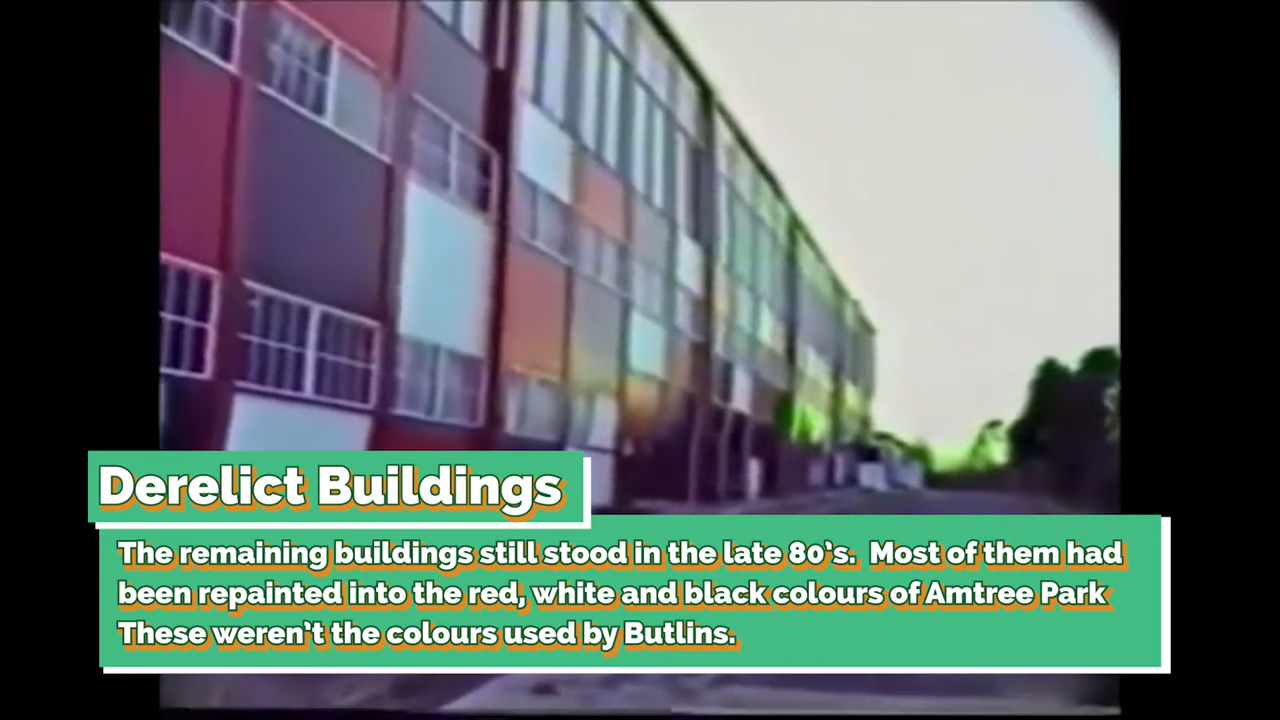 Derelict Buildings
The remaining buildings still stood in the late 80's.  Most of them had
been repainted into the red, white and black colours of Amtree Park
These weren't the colours used by Butlins.